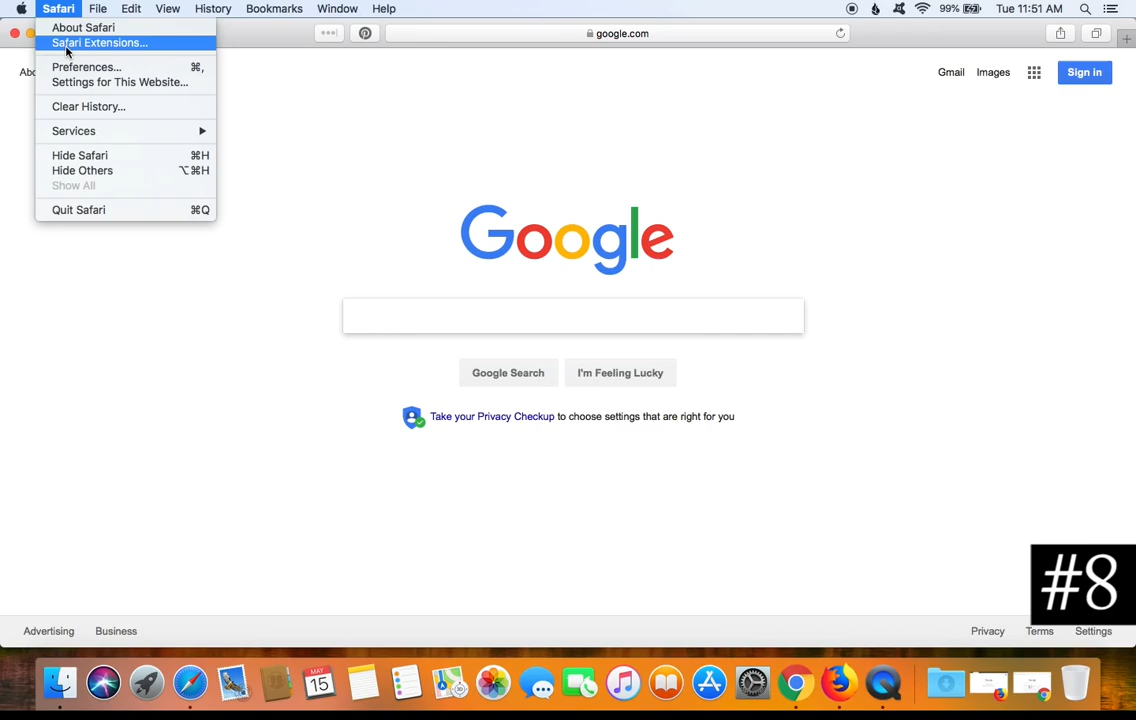 Safari File Edit View History Bookmarks Window Help 99% Tue 11:51 AM
About Safari
Safari Extensions...
google.com
Preferences... ⌘,
Abo Gmail Images Sign in
Settings for This Website...
Clear History...
Services
Hide Safari ⌘H
Hide Others ⌥⌘H
Show All
Quit Safari ⌘Q
Google
Google Search I'm Feeling Lucky
Take your Privacy Checkup to choose settings that are right for you
#8
Advertising Business Privacy Terms Settings
MAY
15